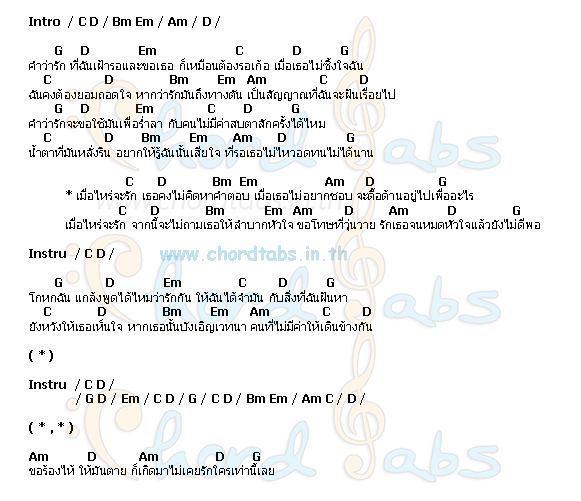 Intro / C D / Bm Em / Am / D /
G D Em C D G
คำว่ารัก ที่ฉันเฝ้ารอและขอเธอ ก็เหมือนต้องรอเก้อ เมื่อเธอไม่ซึ้งใจฉัน
C D Bm Em Am C D
ฉันคงต้องยอมถอดใจ หากว่ารักมันถึงทางตัน เป็นสัญญาณที่ฉันจะฝืนเรื่อยไป
G D Em C D G
คำว่ารักจะขอใช้มันเพื่อร่ำลา กับคนไม่มีค่าสบตาสักครั้งได้ไหม
C D Bm Em Am D G
น้ำตาที่มันหลั่งริน อยากให้รู้ฉันนั้นเสียใจ ที่รอเธอไม่ไหวอดทนไม่ได้นาน
C D Bm Em Am D G
* เมื่อไหร่จะรัก เธอคงไม่คิดหาคำตอบ เมื่อเธอไม่อยากชอบ จะดื้อด้านอยู่ไปเพื่ออะไร
C D Bm Em Am D Am D G
เมื่อไหร่จะรัก จากนี้จะไม่ถามเธอให้ลำบากหัวใจ ขอโทษที่วุ่นวาย รักเธอจนหมดหัวใจแล้วยังไม่ดีพอ
Instru / C D /
www.chordtabs.in.th
G D Em C D G
โกหกฉัน แกล้งพูดได้ไหมว่ารักกัน ให้ฉันได้จำมัน กับสิ่งที่ฉันฝันหา
C D Bm Em Am C D
ยังหวังให้เธอเห็นใจ หากเธอนั้นบังเอิญเวทนา คนที่ไม่มีค่าให้เดินข้างกัน
( * )
Instru / C D /
/ G D / Em / C D / G / C D / Bm Em / Am C / D /
( * , * )
Am D Am D G
ขอร้องไห้ ให้มันตาย ก็เกิดมาไม่เคยรักใครเท่านี้เลย